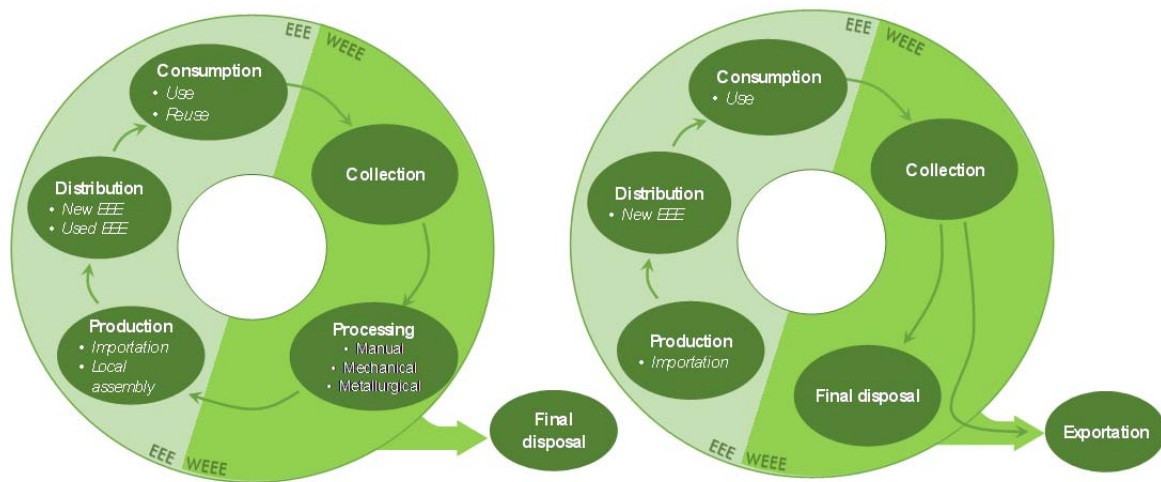 EEE
WEEE
Consumption
• Use
• Reuse
Collection
Distribution
• New EEE
• Used EEE
Production
• Importation
• Local
assembly
Processing
• Manual
• Mechanical
• Metallurgical
Final
disposal
EEE
WEEE
EEE
WEEE
Consumption
• Use
Collection
Distribution
• New EEE
Production
• Importation
Final disposal
Exportation
EEE
WEEE